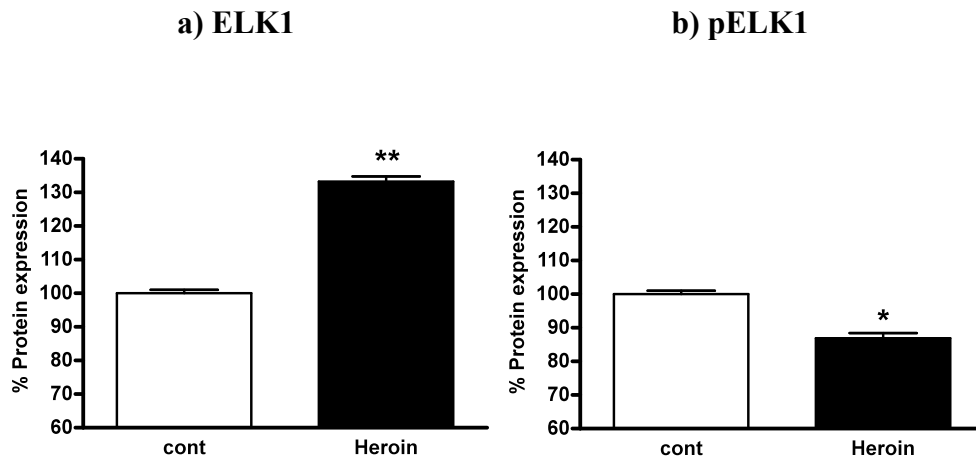 a) ELK1
b) pELK1
% Protein expression
140
130
120
110
100
90
80
70
60
**
cont
Heroin
% Protein expression
140
130
120
110
100
90
80
70
60
*
cont
Heroin